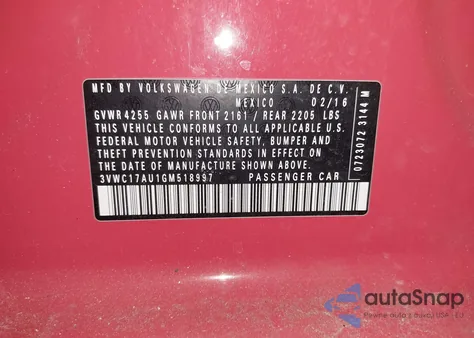 MFD BY VOLKSWAGEN DE MEXICO S.A. DE C.V.
MEXICO 02/16
GVWR 4255 GAWR FRONT 2161 / REAR 2205 LBS
THIS VEHICLE CONFORMS TO ALL APPLICABLE U.S.
FEDERAL MOTOR VEHICLE SAFETY, BUMPER AND
THEFT PREVENTION STANDARDS IN EFFECT ON
THE DATE OF MANUFACTURE SHOWN ABOVE
3VWC17AU1GM518997 PASSENGER CAR
0723072 3144 M
autoSnap